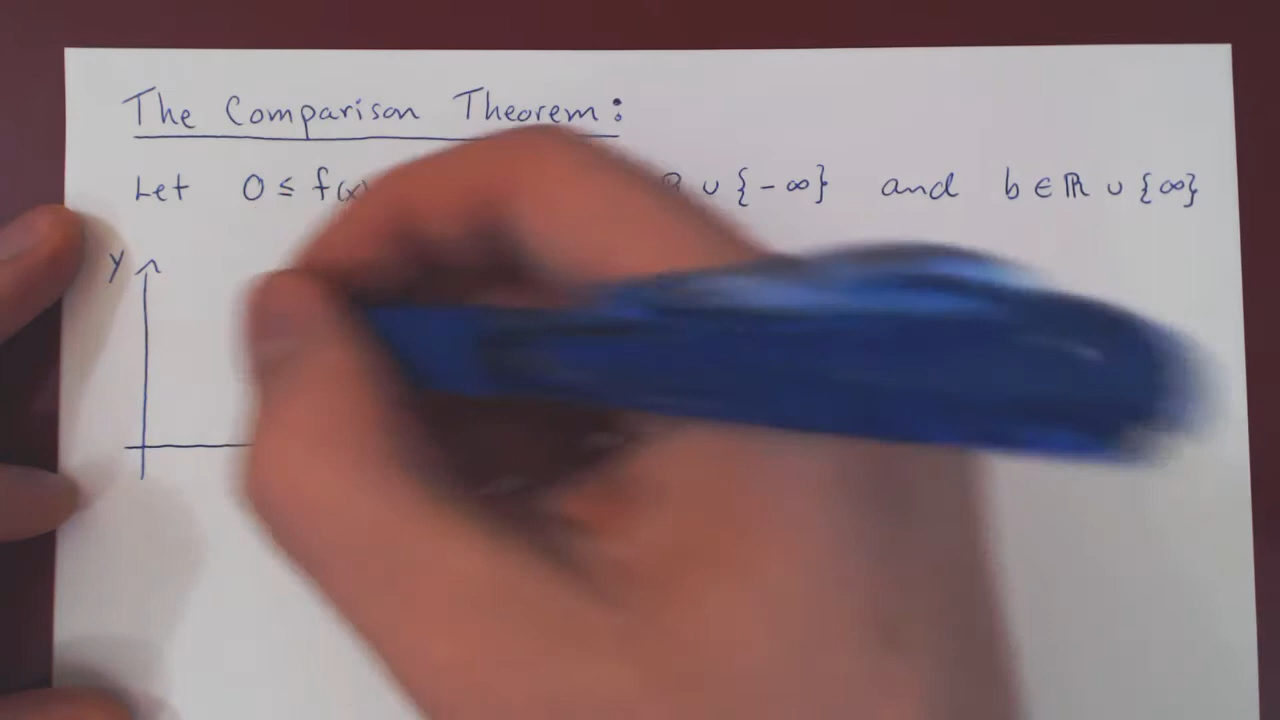 The Comparison Theorem:
Let 0 ≤ f(x) ∪ {-∞} and b ∈ ℝ ∪ {∞}
y